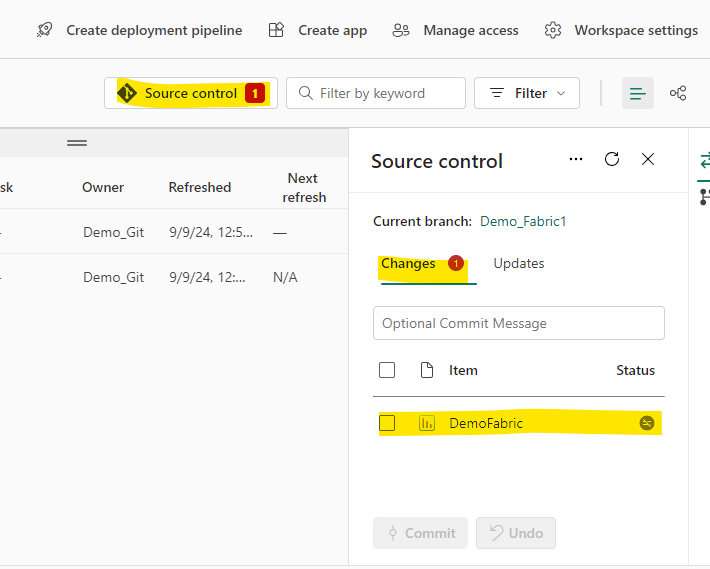 Create deployment pipeline
Create app
Manage access
Workspace settings
Source control 1
Filter by keyword
Filter
sk
Owner
Refreshed
Next
refresh
Demo_Git
9/9/24, 12:5...
—
Demo_Git
9/9/24, 12:...
N/A
Source control
...
Current branch: Demo_Fabric1
Changes 1
Updates
Optional Commit Message
Item
Status
DemoFabric
Commit
Undo